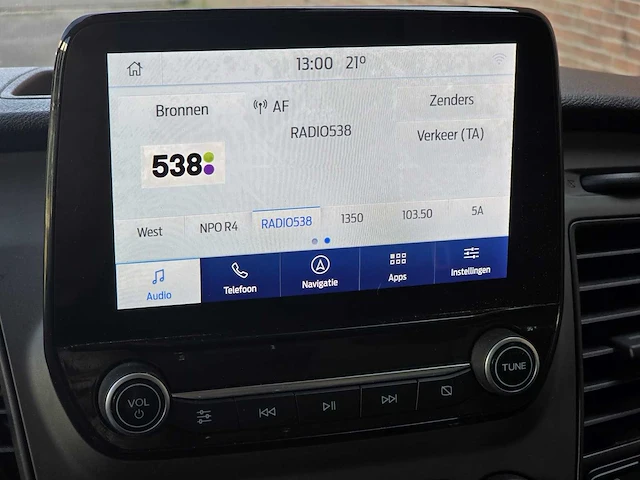 13:00 21°
Bronnen
AF
Zenders
RADIO538
Verkeer (TA)
538
West
NPO R4
RADIO538
1350
103.50
5A
Audio
Telefoon
Navigatie
Apps
Instellingen
VOL
TUNE